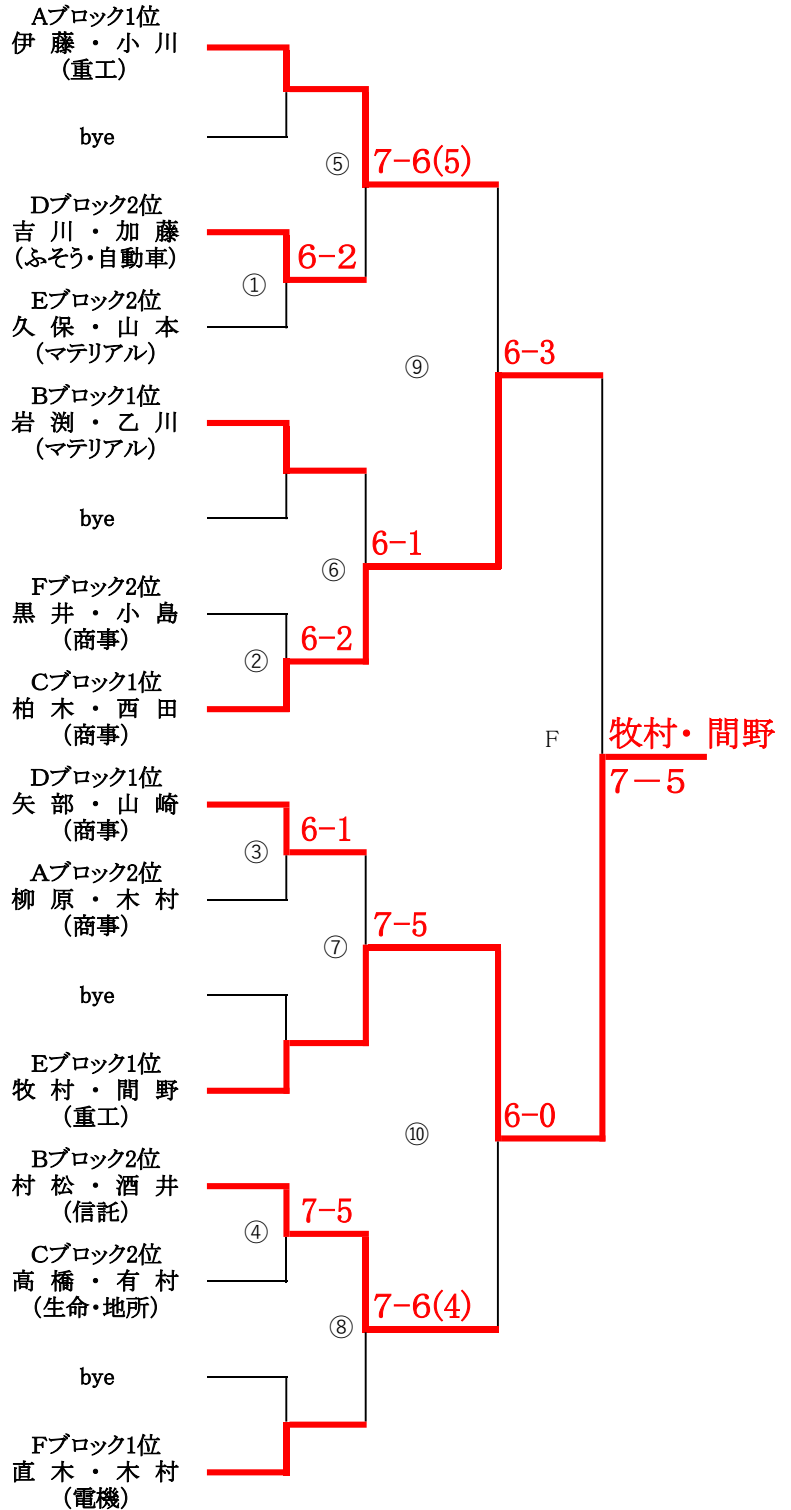 Aブロック1位
伊 藤 ・ 小 川
(重工)
bye
⑤ 7-6(5)
Dブロック2位
吉 川 ・ 加 藤
(ふそう・自動車)
6-2
①
Eブロック2位
久 保 ・ 山 本
(マテリアル)
6-3
⑨
Bブロック1位
岩 渕 ・ 乙 川
(マテリアル)
bye
6-1
⑥
Fブロック2位
黒 井 ・ 小 島
(商事)
6-2
②
Cブロック1位
柏 木 ・ 西 田
(商事)
F
牧村・ 間野
7－5
Dブロック1位
矢 部 ・ 山 崎
(商事)
6-1
③
Aブロック2位
柳 原 ・ 木 村
(商事)
7-5
⑦
bye
Eブロック1位
牧 村 ・ 間 野
(重工)
6-0
⑩
Bブロック2位
村 松 ・ 酒 井
(信託)
7-5
④
Cブロック2位
高 橋 ・ 有 村
(生命・地所)
7-6(4)
⑧
bye
Fブロック1位
直 木 ・ 木 村
(電機)